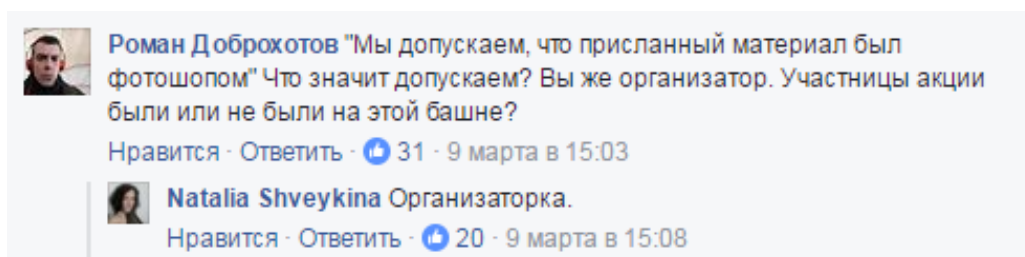 Роман Доброхотов "Мы допускаем, что присланный материал был
фотошопом" Что значит допускаем? Вы же организатор. Участницы акции
были или не были на этой башне?
Нравится · Ответить · 31 · 9 марта в 15:03
Natalia Shveykina Организаторка.
Нравится · Ответить · 20 · 9 марта в 15:08